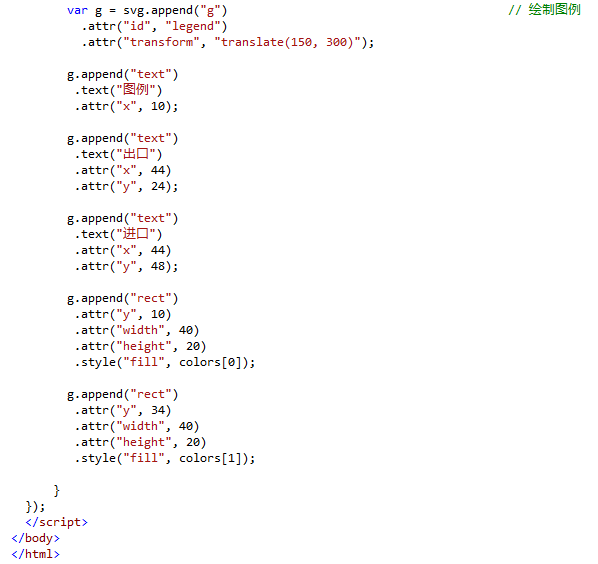 var g = svg.append("g") // 绘制图例
.attr("id", "legend")
.attr("transform", "translate(150, 300)");
g.append("text")
.text("图例")
.attr("x", 10);
g.append("text")
.text("出口")
.attr("x", 44)
.attr("y", 24);
g.append("text")
.text("进口")
.attr("x", 44)
.attr("y", 48);
g.append("rect")
.attr("y", 10)
.attr("width", 40)
.attr("height", 20)
.style("fill", colors[0]);
g.append("rect")
.attr("y", 34)
.attr("width", 40)
.attr("height", 20)
.style("fill", colors[1]);
}
});
</script>
</body>
</html>